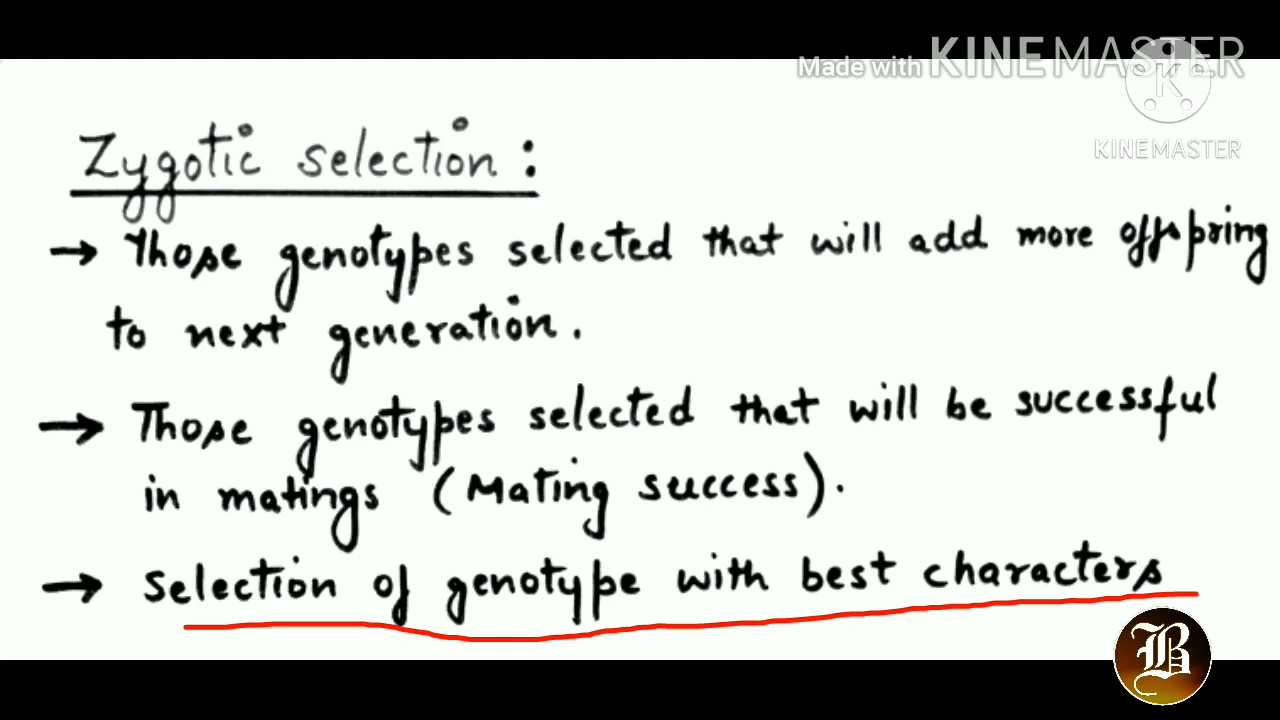 Made with KINEMASTER
KINEMASTER
Zygotic selection :
→ Those genotypes selected that will add more offspring
to next generation.
→ Those genotypes selected that will be successful
in matings (Mating success).
→ Selection of genotype with best characters
B